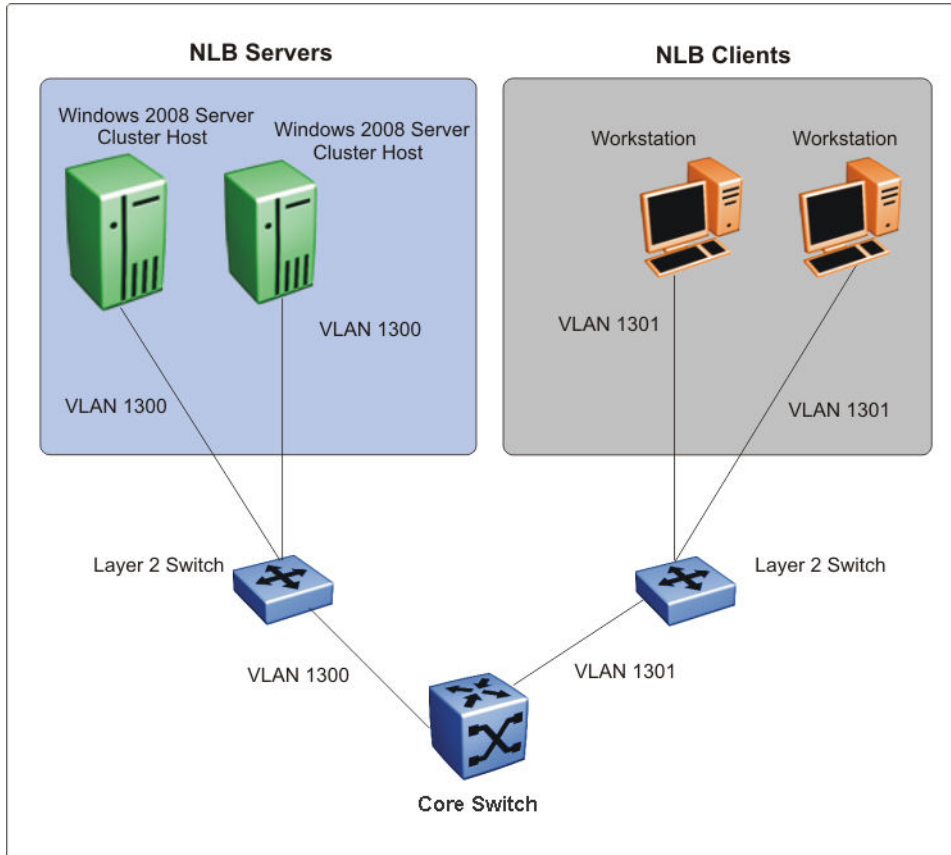 NLB Servers
NLB Clients
Windows 2008 Server
Cluster Host
Windows 2008 Server
Cluster Host
Workstation
Workstation
VLAN 1300
VLAN 1301
VLAN 1300
VLAN 1301
Layer 2 Switch
Layer 2 Switch
VLAN 1300
VLAN 1301
Core Switch